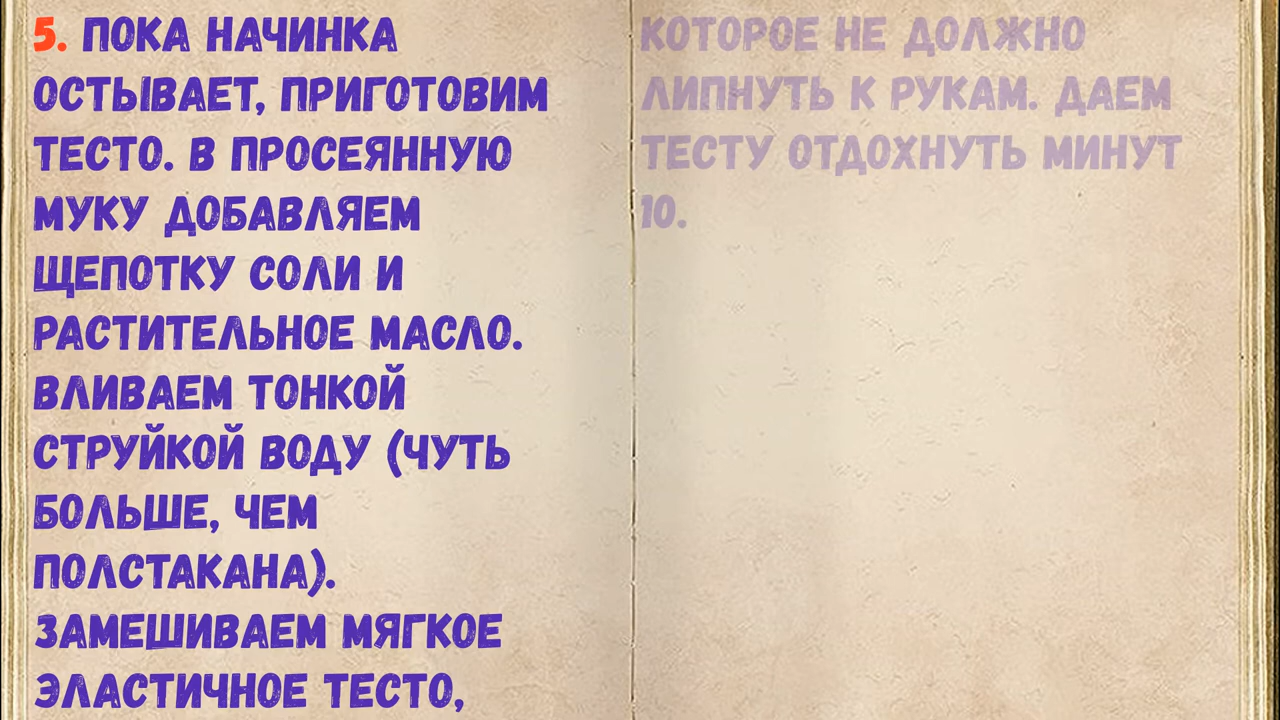 5. ПОКА НАЧИНКА
ОСТЫВАЕТ, ПРИГОТОВИМ
ТЕСТО. В ПРОСЕЯННУЮ
МУКУ ДОБАВЛЯЕМ
ЩЕПОТКУ СОЛИ И
РАСТИТЕЛЬНОЕ МАСЛО.
ВЛИВАЕМ ТОНКОЙ
СТРУЙКОЙ ВОДУ (ЧУТЬ
БОЛЬШЕ, ЧЕМ
ПОЛСТАКАНА).
ЗАМЕШИВАЕМ МЯГКОЕ
ЭЛАСТИЧНОЕ ТЕСТО,
КОТОРОЕ НЕ ДОЛЖНО
ЛИПНУТЬ К РУКАМ. ДАЕМ
ТЕСТУ ОТДОХНУТЬ МИНУТ
10.